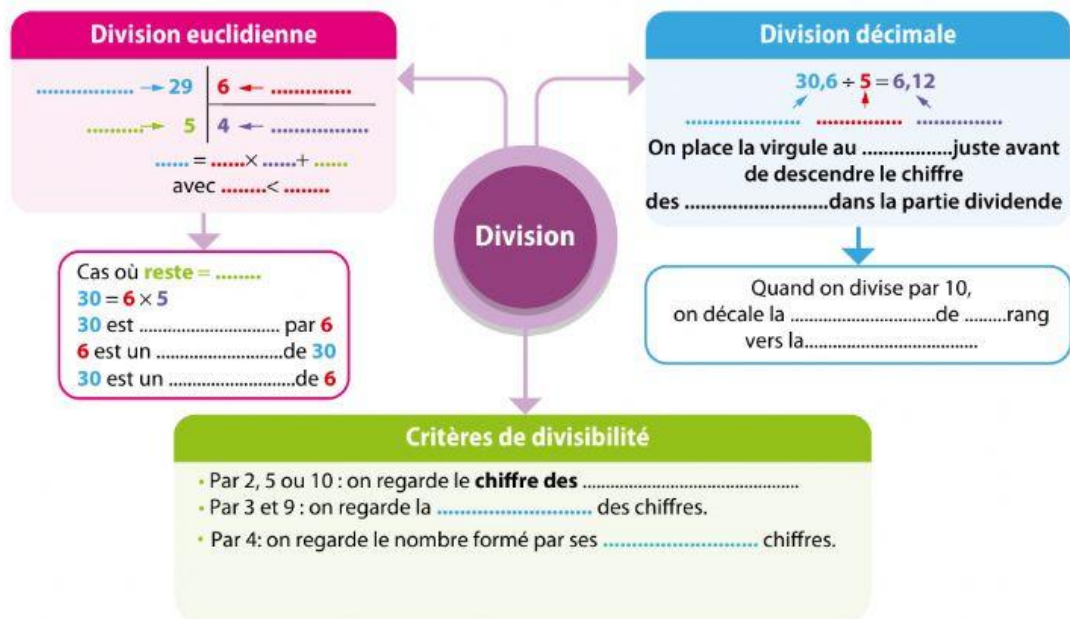 Division euclidienne
................. → 29 | 6 ← ..............
.......... → 5 | 4 ← .................
...... = ......× ......+ ......
avec ........< ........
Cas où reste = ........
30 = 6 × 5
30 est ............................ par 6
6 est un .........................de 30
30 est un .........................de 6
Division
Division décimale
30,6 ÷ 5 = 6,12
.................... ............... ...............
On place la virgule au ................juste avant
de descendre le chiffre
des .........................dans la partie dividende
Quand on divise par 10,
on décale la ............................de ........rang
vers la.................................
Critères de divisibilité
• Par 2, 5 ou 10 : on regarde le chiffre des ........................................
• Par 3 et 9 : on regarde la ............................ des chiffres.
• Par 4: on regarde le nombre formé par ses ............................ chiffres.